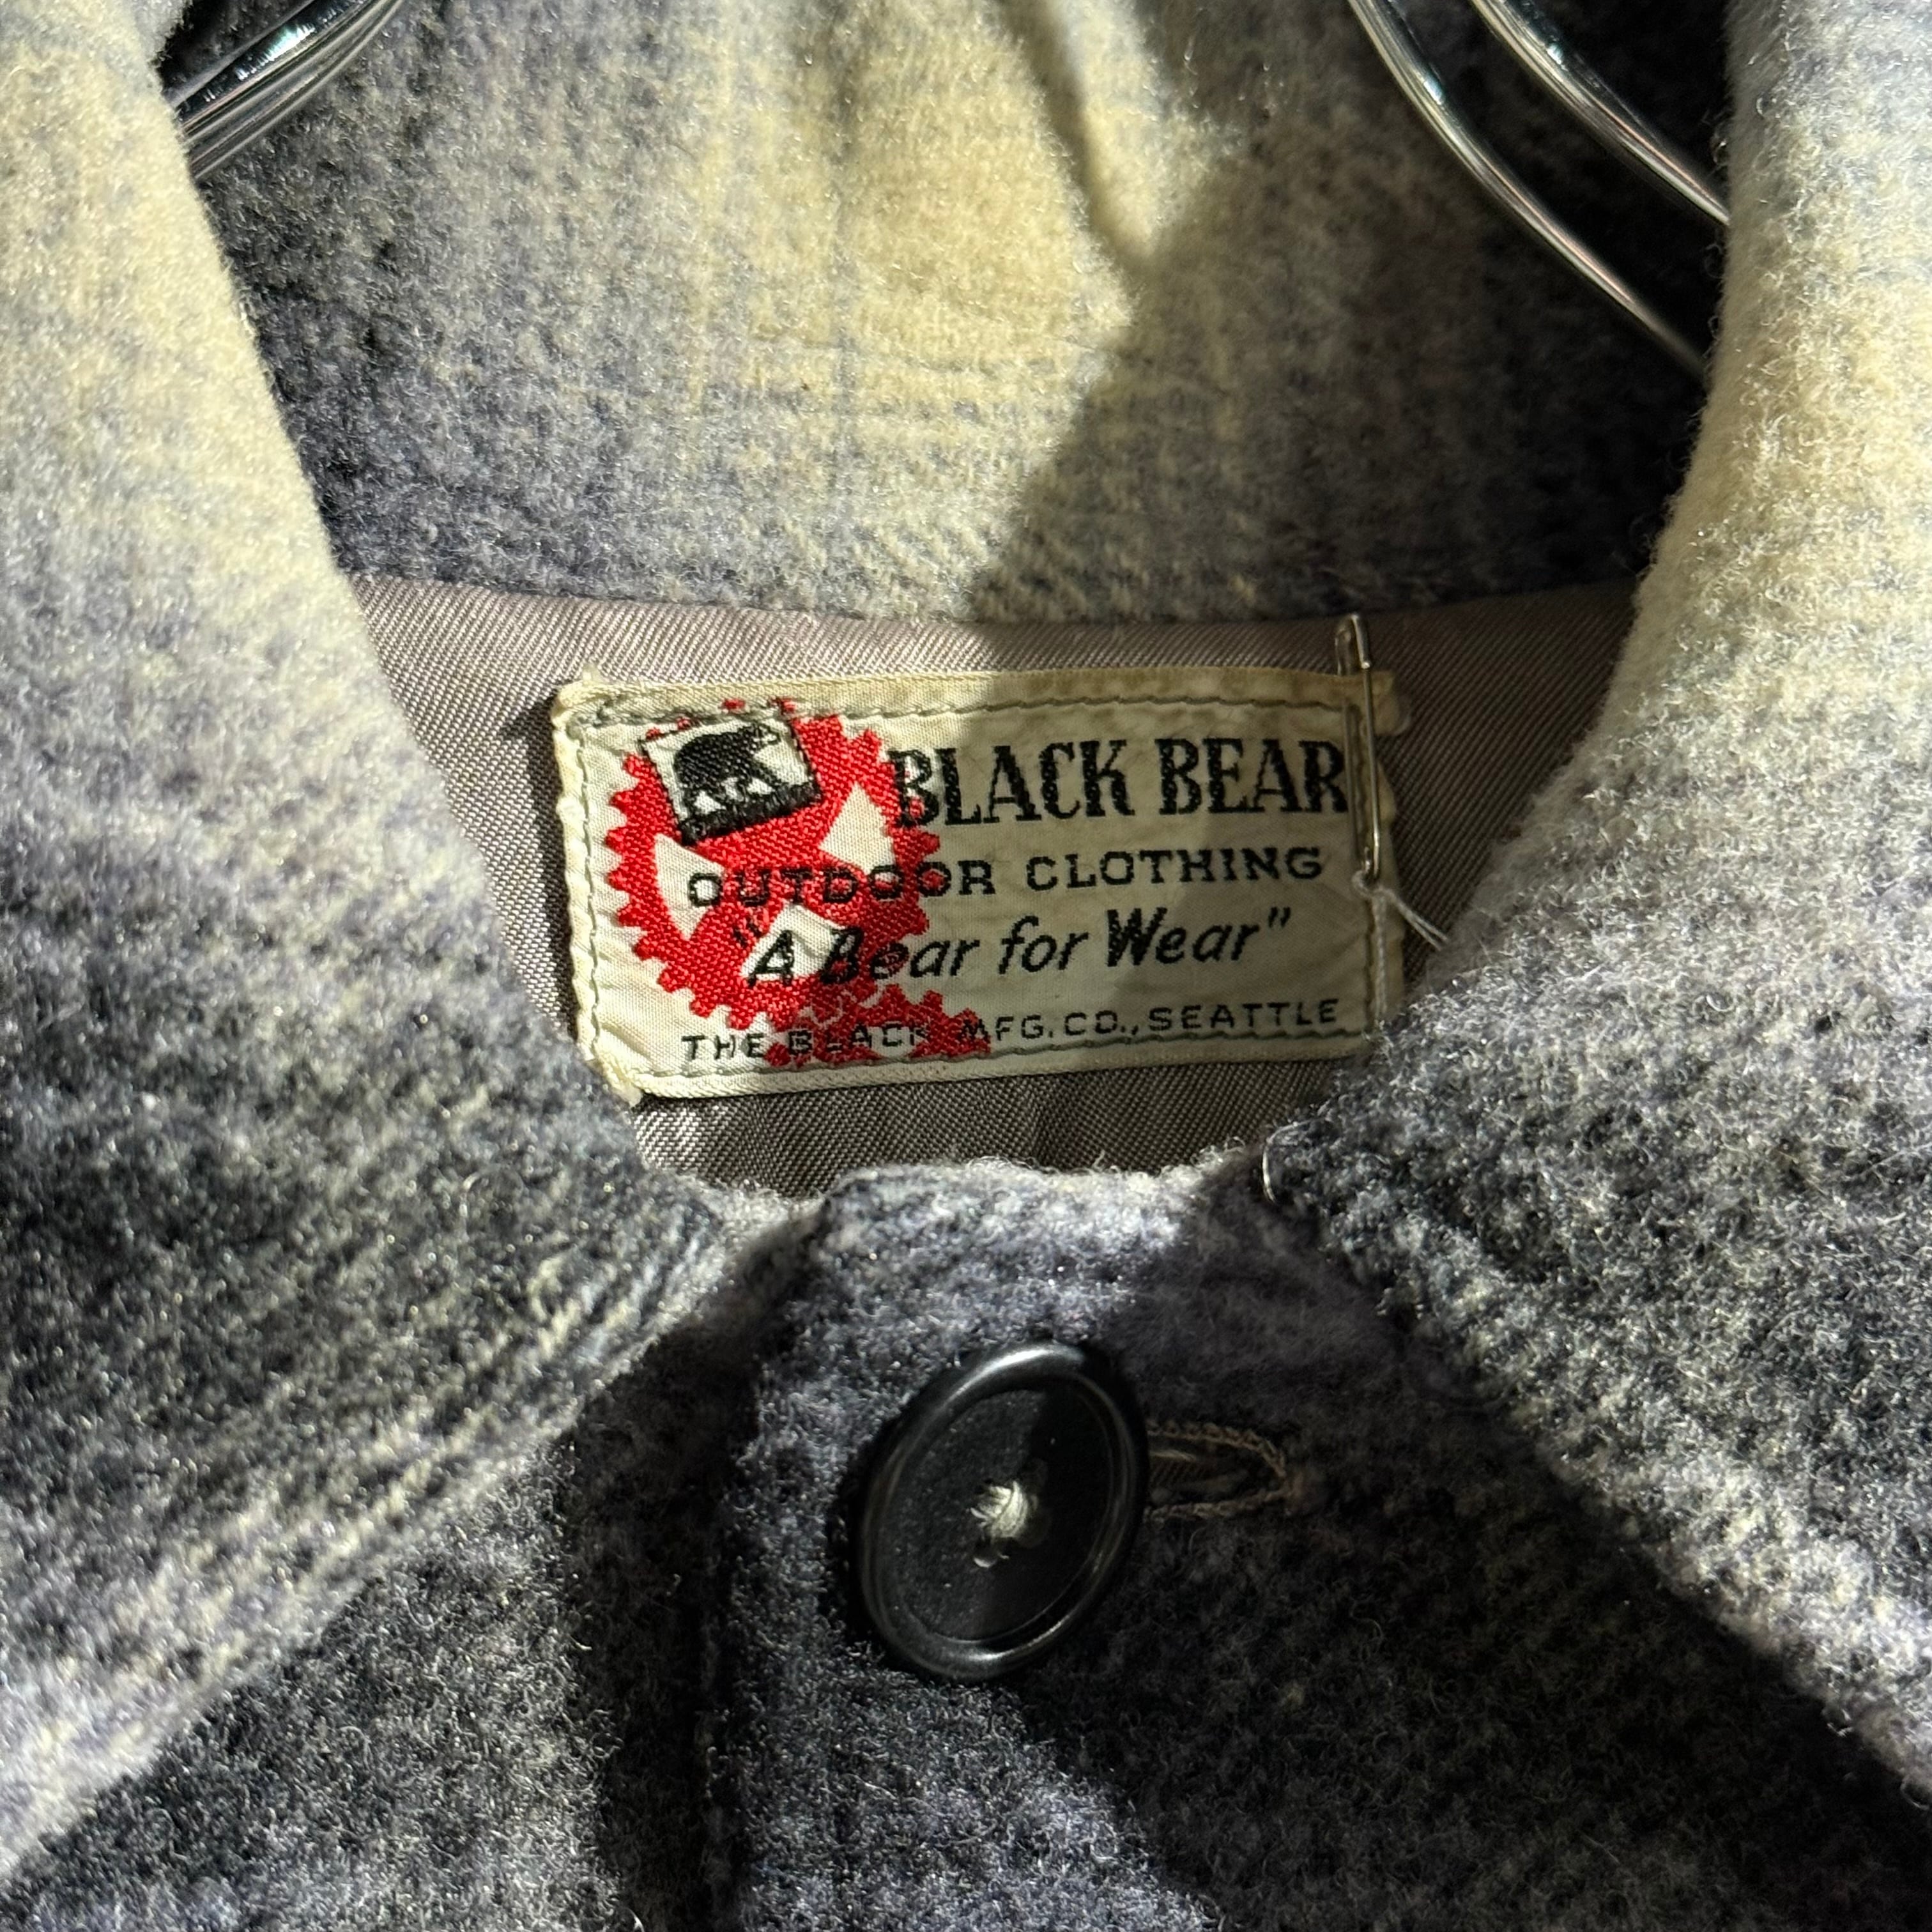 BLACK BEAR
OUTDOOR CLOTHING
"A Bear for Wear"
THE BLACK MFG. CO., SEATTLE